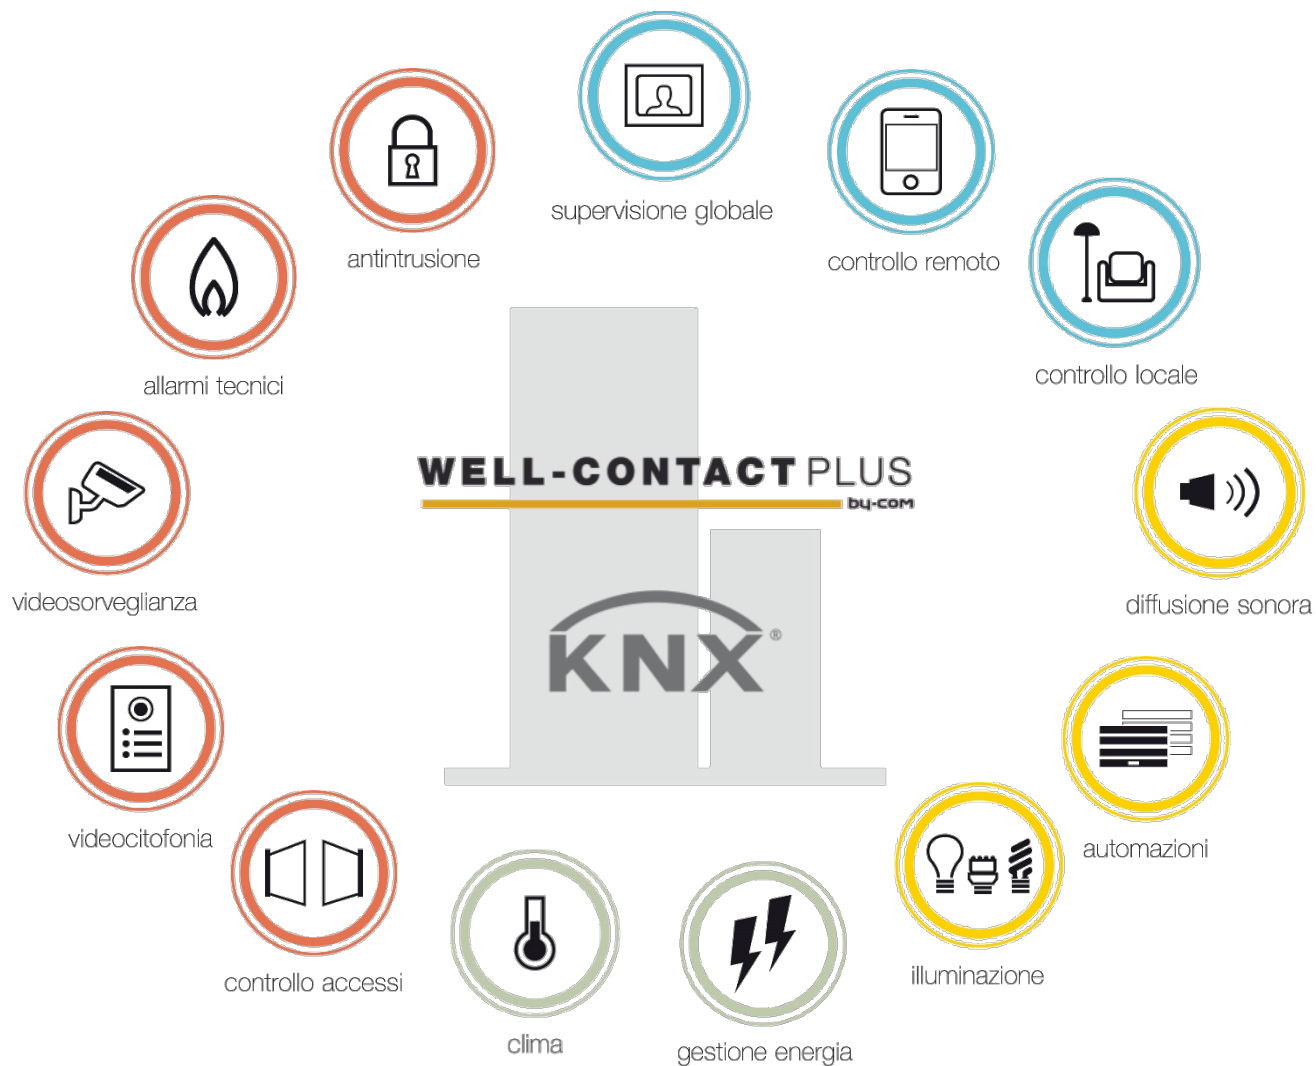 supervisione globale
antintrusione
controllo remoto
allarmi tecnici
controllo locale
WELL-CONTACT PLUS
by-com
videosorveglianza
diffusione sonora
KNX®
videocitofonia
automazioni
controllo accessi
illuminazione
clima
gestione energia